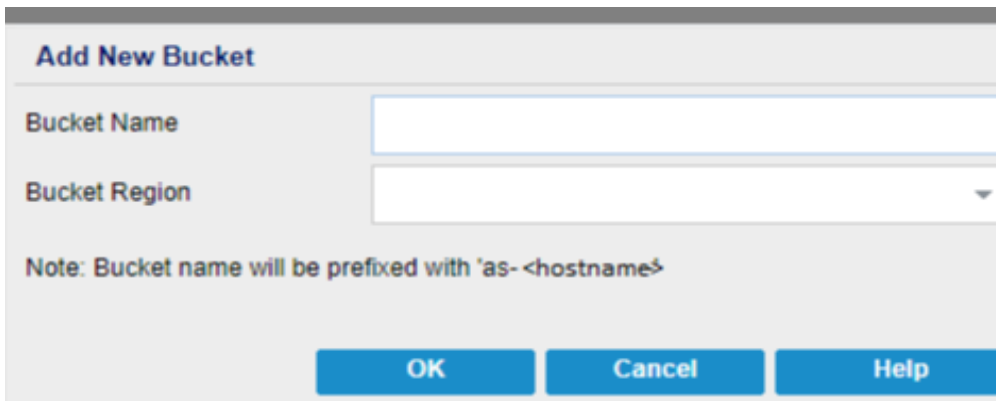 Add New Bucket
Bucket Name
Bucket Region
Note: Bucket name will be prefixed with 'as-<hostname>
OK Cancel Help